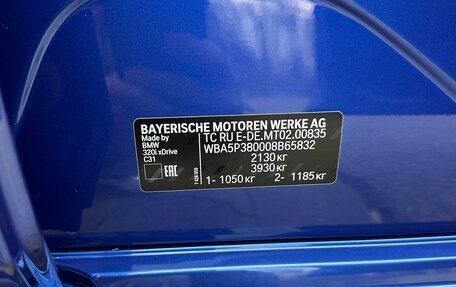 BAYERISCHE MOTOREN WERKE AG
Made by
BMW
320i xDrive
C31
TC RU E-DE.MT02.00835
WBA5P380008B65832
2130 кг
3930 кг
1- 1050 кг 2- 1185 кг
EAC